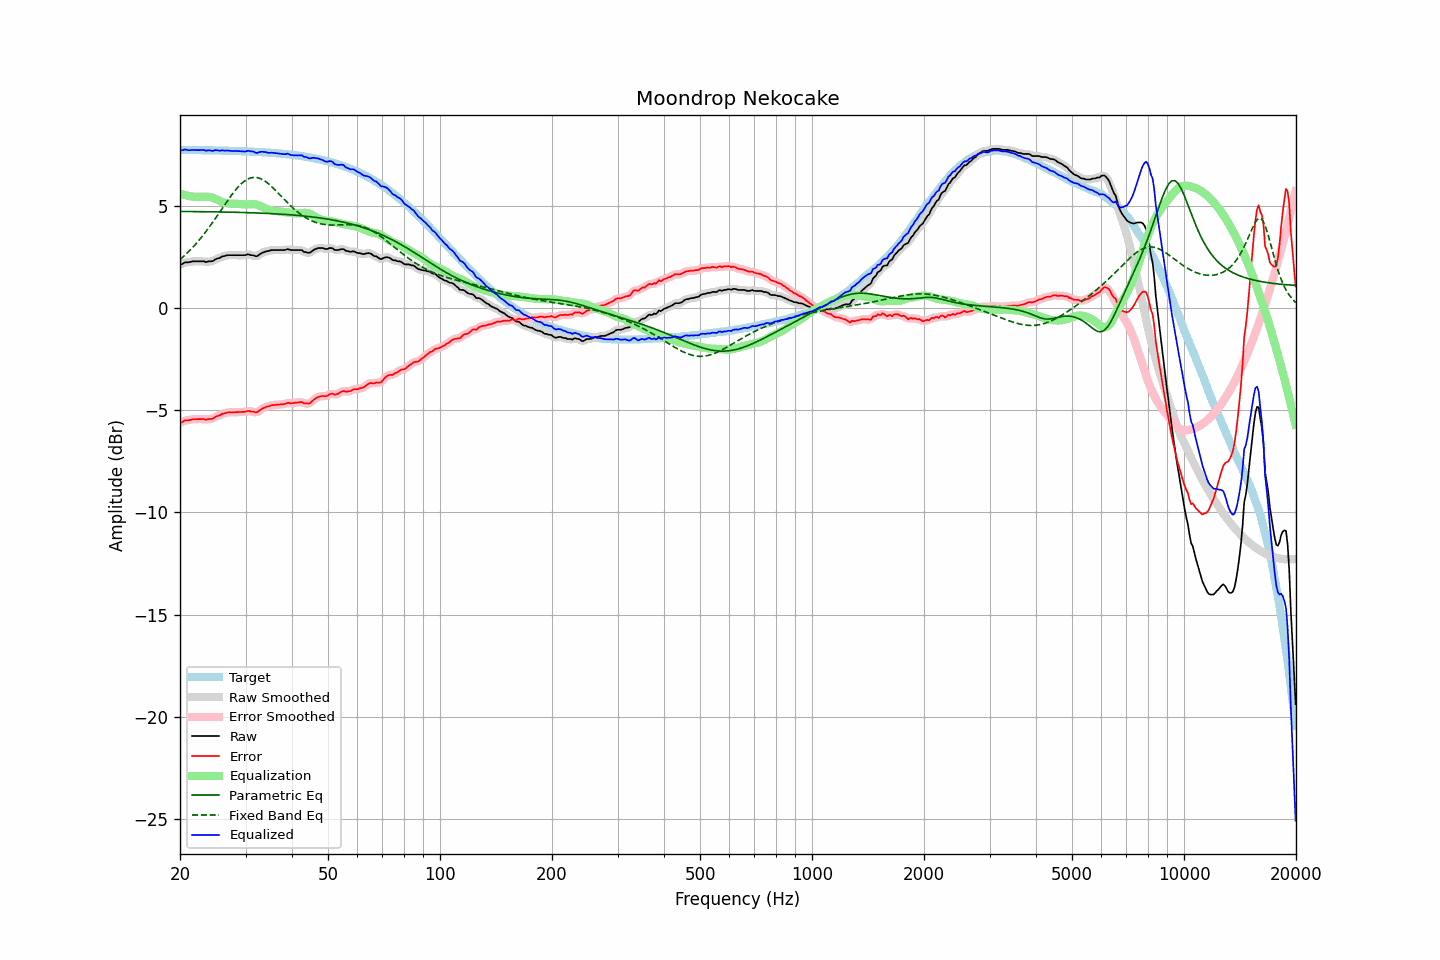 Moondrop Nekocake
Amplitude (dBr)
5
0
−5
−10
−15
−20
−25
Target
Raw Smoothed
Error Smoothed
Raw
Error
Equalization
Parametric Eq
Fixed Band Eq
Equalized
20 50 100 200 500 1000 2000 5000 10000 20000
Frequency (Hz)